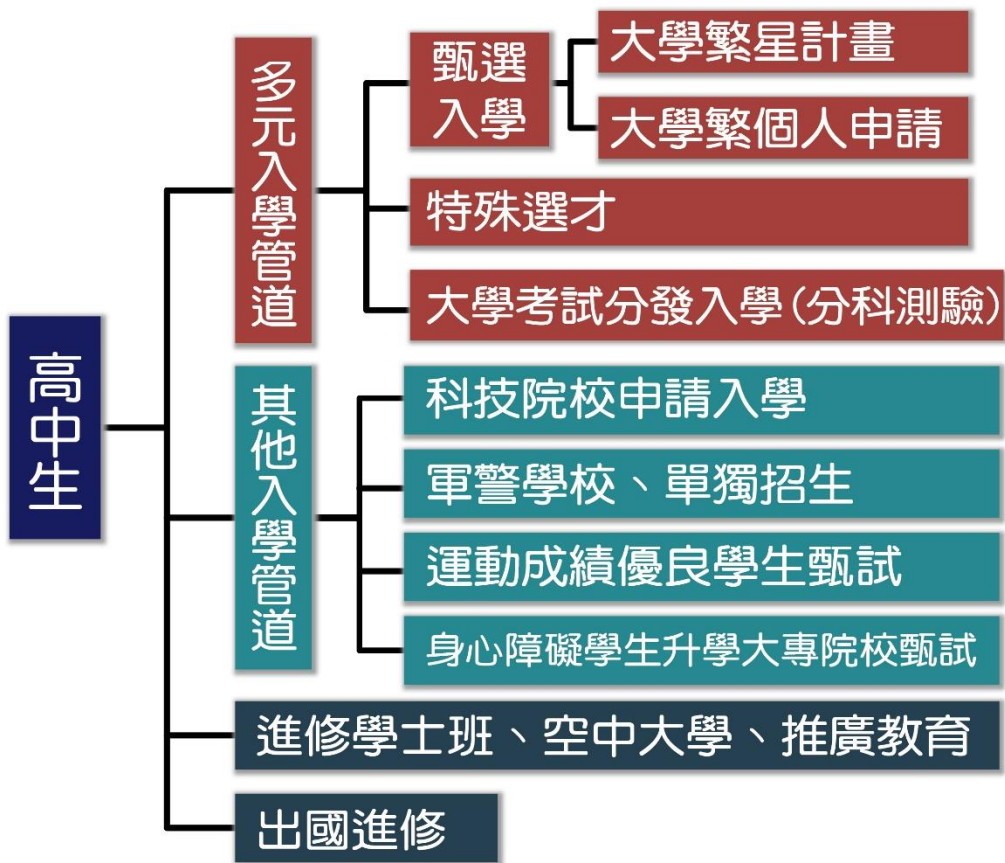 高中生
多元入學管道
甄選
入學
大學繁星計畫
大學繁個人申請
特殊選才
大學考試分發入學(分科測驗)
其他入學管道
科技院校申請入學
軍警學校、單獨招生
運動成績優良學生甄試
身心障礙學生升學大專院校甄試
進修學士班、空中大學、推廣教育
出國進修